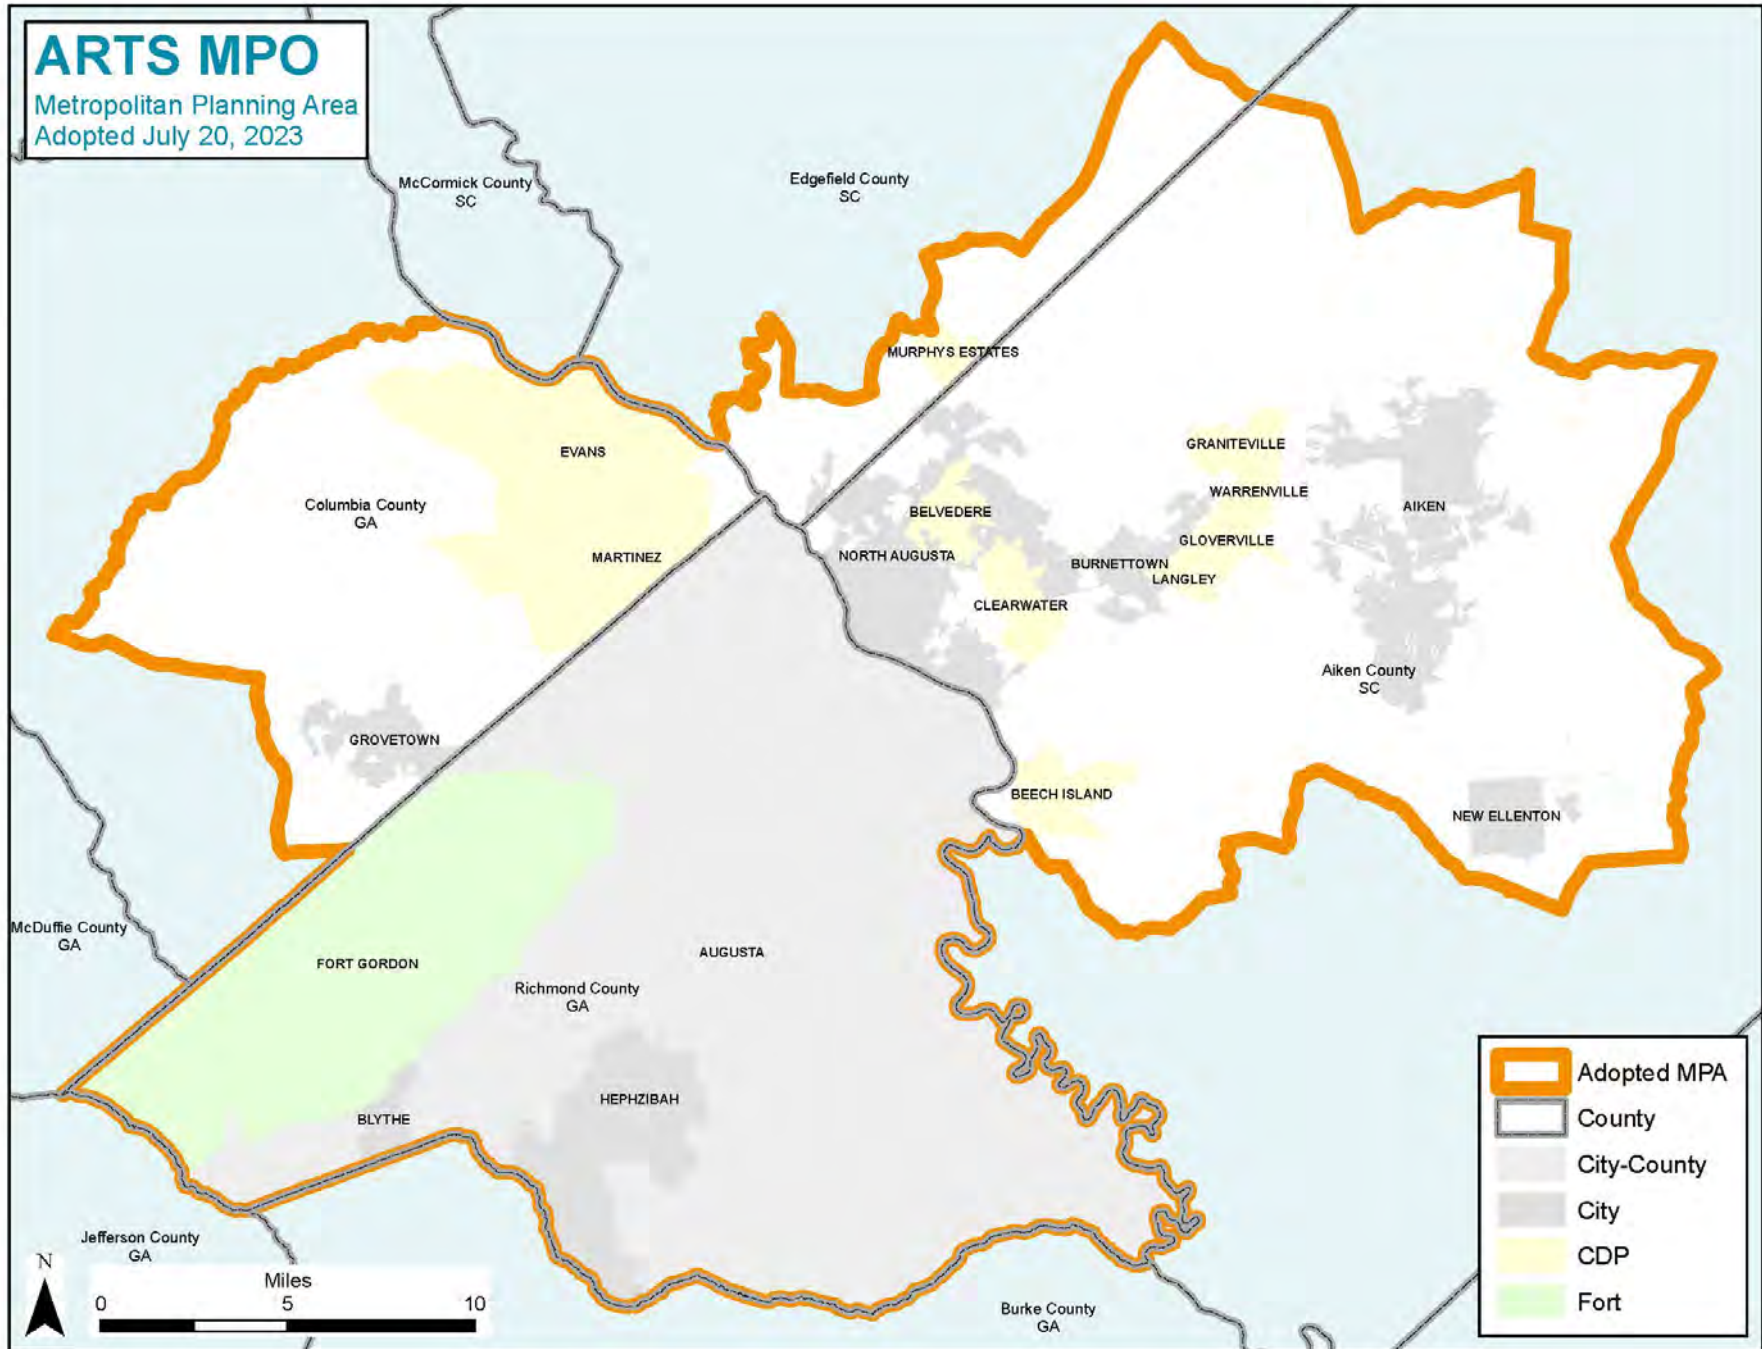 ARTS MPO
Metropolitan Planning Area
Adopted July 20, 2023
McCormick County
SC
Edgefield County
SC
MURPHYS ESTATES
EVANS
GRANITEVILLE
Columbia County
GA
WARRENVILLE
AIKEN
BELVEDERE
MARTINEZ
NORTH AUGUSTA
GLOVERVILLE
BURNETTOWN
LANGLEY
CLEARWATER
Aiken County
SC
GROVETOWN
BEECH ISLAND
NEW ELLENTON
McDuffie County
GA
FORT GORDON
AUGUSTA
Richmond County
GA
HEPHZIBAH
BLYTHE
Jefferson County
GA
Burke County
GA
N
Miles
0 5 10
Adopted MPA
County
City-County
City
CDP
Fort